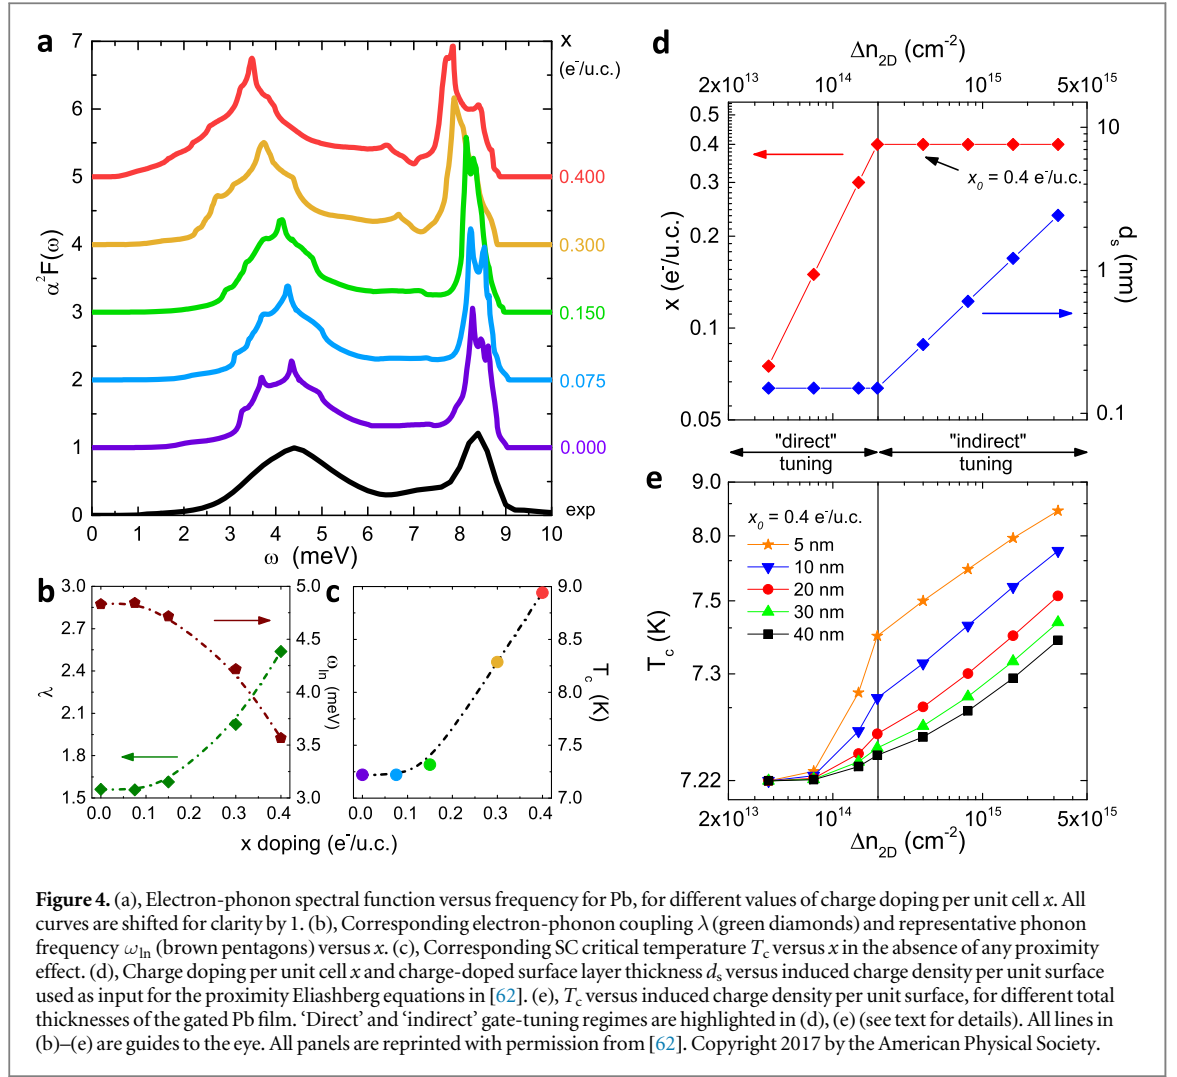 a
7
6
5
4
3
2
1
0
α²F(ω)
0 1 2 3 4 5 6 7 8 9 10
ω (meV)
x
(e⁻/u.c.)
0.400
0.300
0.150
0.075
0.000
exp
b
3.0
2.7
2.4
2.1
1.8
1.5
λ
5.0
4.5
4.0
3.5
3.0
ω_ln (meV)
0.0 0.1 0.2 0.3 0.4
c
9.0
8.5
8.0
7.5
7.0
T_c (K)
0.0 0.1 0.2 0.3 0.4
x doping (e⁻/u.c.)
d
Δn_2D (cm⁻²)
2x10¹³ 10¹⁴ 10¹⁵ 5x10¹⁵
0.5
0.4
0.3
0.2
0.1
0.05
x (e⁻/u.c.)
x₀ = 0.4 e⁻/u.c.
10
1
0.1
d_s (nm)
"direct" "indirect"
tuning tuning
e
9.0
8.0
7.5
7.3
7.22
T_c (K)
x₀ = 0.4 e⁻/u.c.
5 nm
10 nm
20 nm
30 nm
40 nm
2x10¹³ 10¹⁴ 10¹⁵ 5x10¹⁵
Δn_2D (cm⁻²)
Figure 4. (a), Electron-phonon spectral function versus frequency for Pb, for different values of charge doping per unit cell x. All
curves are shifted for clarity by 1. (b), Corresponding electron-phonon coupling λ (green diamonds) and representative phonon
frequency ω_ln (brown pentagons) versus x. (c), Corresponding SC critical temperature T_c versus x in the absence of any proximity
effect. (d), Charge doping per unit cell x and charge-doped surface layer thickness d_s versus induced charge density per unit surface
used as input for the proximity Eliashberg equations in [62]. (e), T_c versus induced charge density per unit surface, for different total
thicknesses of the gated Pb film. ‘Direct’ and ‘indirect’ gate-tuning regimes are highlighted in (d), (e) (see text for details). All lines in
(b)–(e) are guides to the eye. All panels are reprinted with permission from [62]. Copyright 2017 by the American Physical Society.